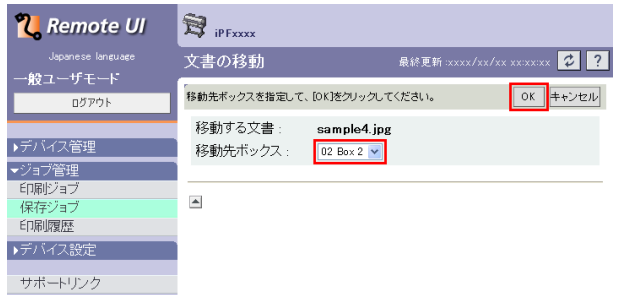 Remote UI
Japanese language
一般ユーザモード
ログアウト
▶デバイス管理
▼ジョブ管理
印刷ジョブ
保存ジョブ
印刷履歴
▶デバイス設定
サポートリンク
iPFxxxx
文書の移動
最終更新 :xxxx/xx/xx xx:xx:xx
?
移動先ボックスを指定して、[OK]をクリックしてください。
OK
キャンセル
移動する文書 : sample4.jpg
移動先ボックス : 02 Box 2